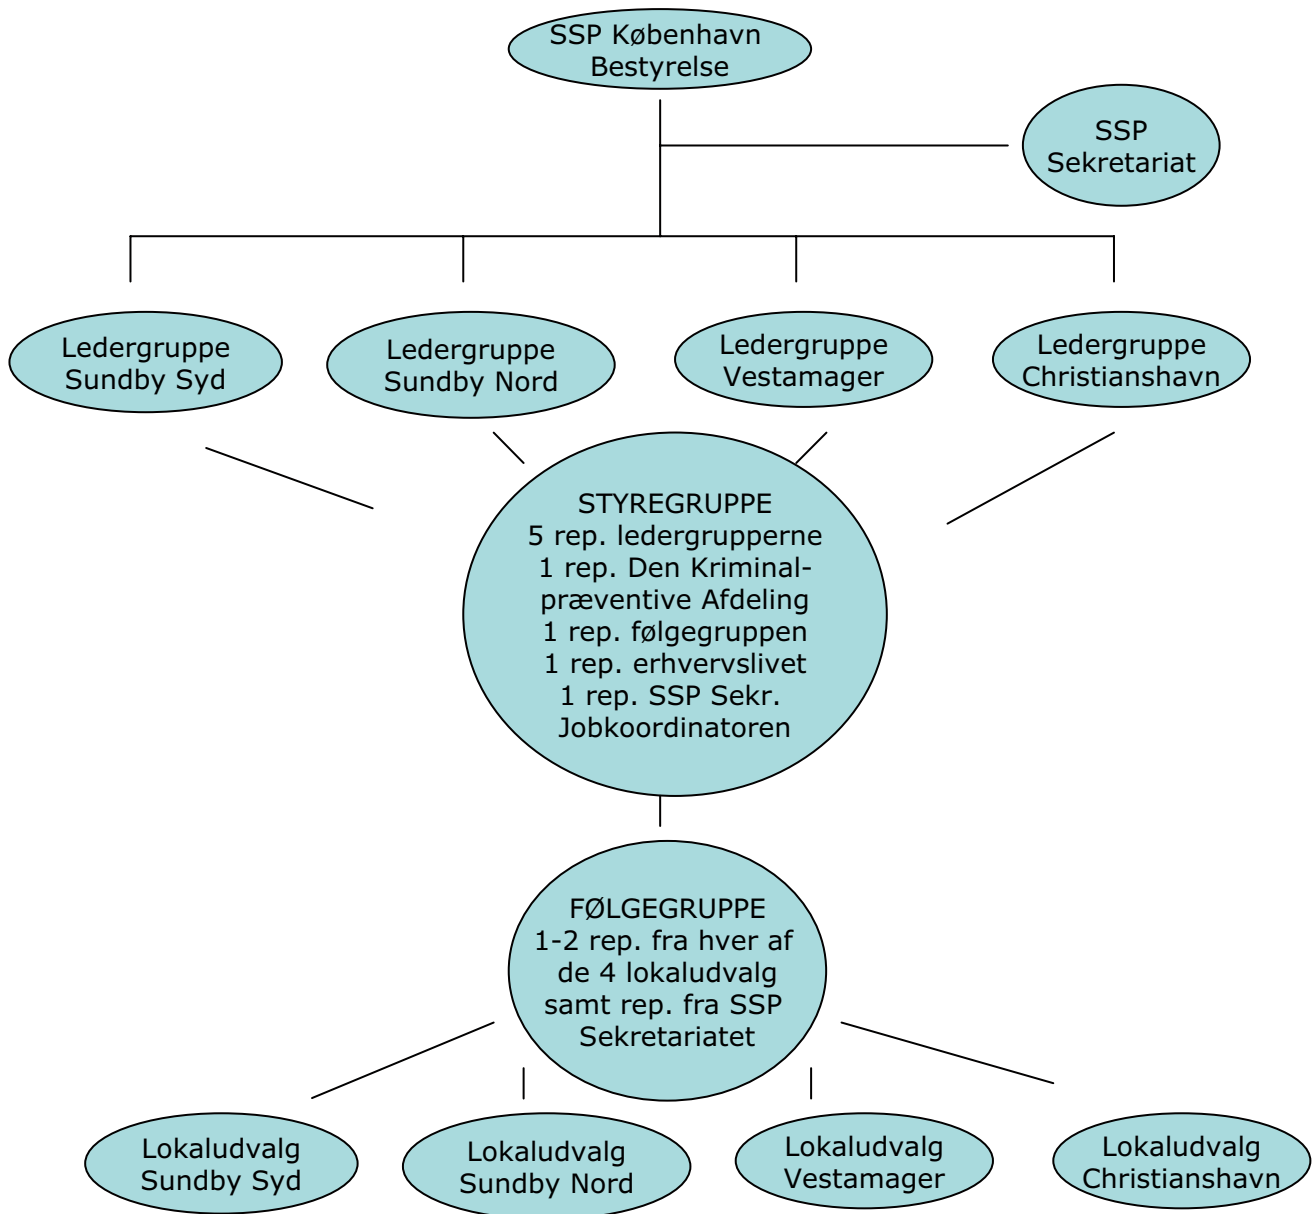 SSP København
Bestyrelse
SSP
Sekretariat
Ledergruppe
Sundby Syd
Ledergruppe
Sundby Nord
Ledergruppe
Vestamager
Ledergruppe
Christianshavn
STYREGRUPPE
5 rep. ledergrupperne
1 rep. Den Kriminal-
præventive Afdeling
1 rep. følgegruppen
1 rep. erhvervslivet
1 rep. SSP Sekr.
Jobkoordinatoren
FØLGEGRUPPE
1-2 rep. fra hver af
de 4 lokaludvalg
samt rep. fra SSP
Sekretariatet
Lokaludvalg
Sundby Syd
Lokaludvalg
Sundby Nord
Lokaludvalg
Vestamager
Lokaludvalg
Christianshavn